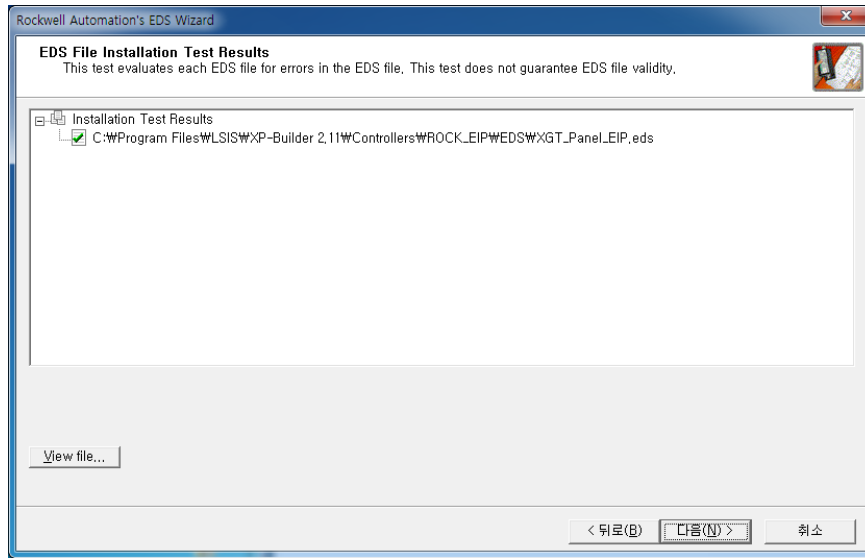 Rockwell Automation's EDS Wizard
EDS File Installation Test Results
This test evaluates each EDS file for errors in the EDS file, This test does not guarantee EDS file validity,
Installation Test Results
C:₩Program Files₩LSIS₩XP-Builder 2,11₩Controllers₩ROCK_EIP₩EDS₩XGT_Panel_EIP,eds
View file,,,
< 뒤로(B) 다음(N) > 취소